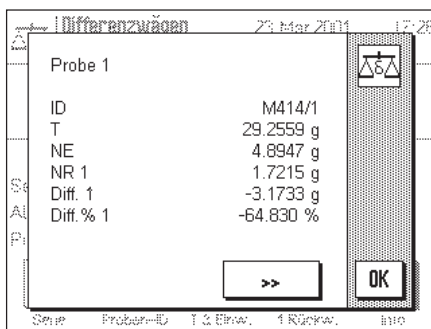 Differenzwägen 23. Mar 2001
Probe 1
ID M414/1
T 29.2559 g
NE 4.8947 g
NR 1 1.7215 g
Diff. 1 -3.1733 g
Diff.% 1 -64.830 %
>> OK
Serie Proben-ID T & Einw. 1 Rückw. Info